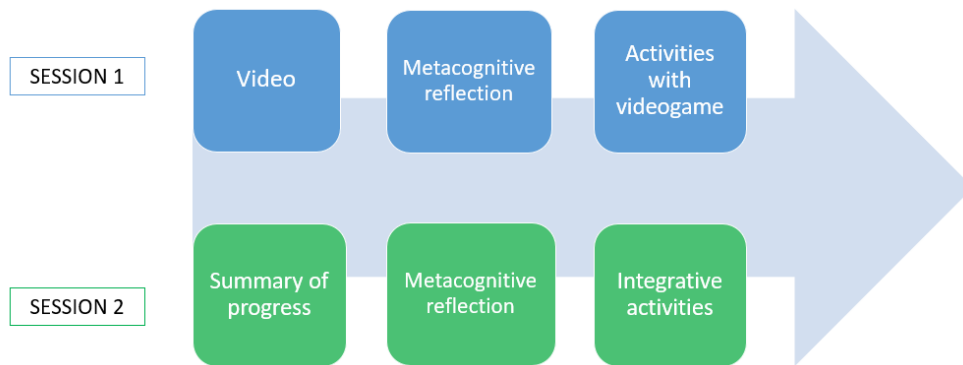 SESSION 1
Video
Metacognitive
reflection
Activities
with
videogame
SESSION 2
Summary of
progress
Metacognitive
reflection
Integrative
activities